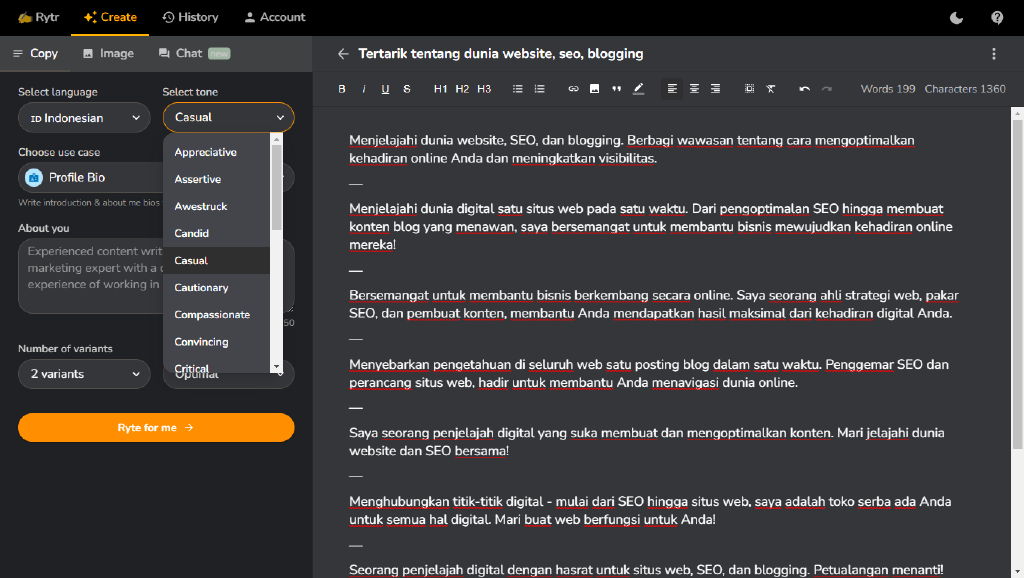 Rytr Create History Account
Copy Image Chat new
Tertarik tentang dunia website, seo, blogging
B I U S H1 H2 H3 Words 199 Characters 1360
Select language Select tone
ID Indonesian Casual
Choose use case
Profile Bio
Write introduction & about me bios
About you
Experienced content writ
marketing expert with a
experience of working in
50
Number of variants
2 variants Optimal
Ryte for me →
Appreciative
Assertive
Awestruck
Candid
Casual
Cautionary
Compassionate
Convincing
Critical
Menjelajahi dunia website, SEO, dan blogging. Berbagi wawasan tentang cara mengoptimalkan
kehadiran online Anda dan meningkatkan visibilitas.
—
Menjelajahi dunia digital satu situs web pada satu waktu. Dari pengoptimalan SEO hingga membuat
konten blog yang menawan, saya bersemangat untuk membantu bisnis mewujudkan kehadiran online
mereka!
—
Bersemangat untuk membantu bisnis berkembang secara online. Saya seorang ahli strategi web, pakar
SEO, dan pembuat konten, membantu Anda mendapatkan hasil maksimal dari kehadiran digital Anda.
—
Menyebarkan pengetahuan di seluruh web satu posting blog dalam satu waktu. Penggemar SEO dan
perancang situs web, hadir untuk membantu Anda menavigasi dunia online.
—
Saya seorang penjelajah digital yang suka membuat dan mengoptimalkan konten. Mari jelajahi dunia
website dan SEO bersama!
—
Menghubungkan titik-titik digital - mulai dari SEO hingga situs web, saya adalah toko serba ada Anda
untuk semua hal digital. Mari buat web berfungsi untuk Anda!
—
Seorang penjelajah digital dengan hasrat untuk situs web, SEO, dan blogging. Petualangan menanti!